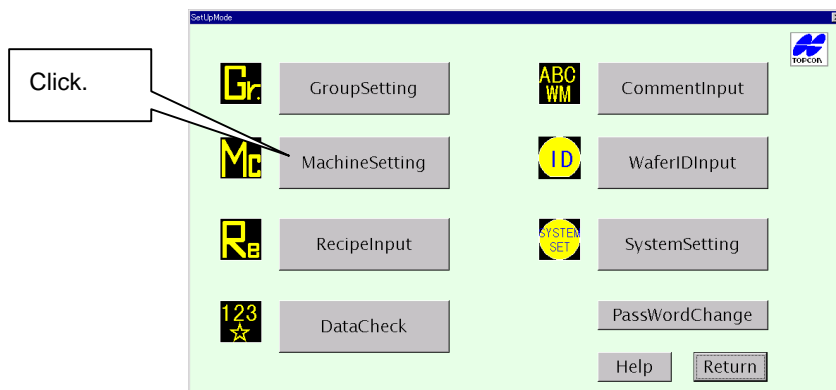 SetUpMode
TOPCON
Click.
Gr.
GroupSetting
ABC
WM
CommentInput
Mc
MachineSetting
ID
WaferIDInput
Re
RecipeInput
SYSTEM
SET
SystemSetting
123
DataCheck
PassWordChange
Help
Return